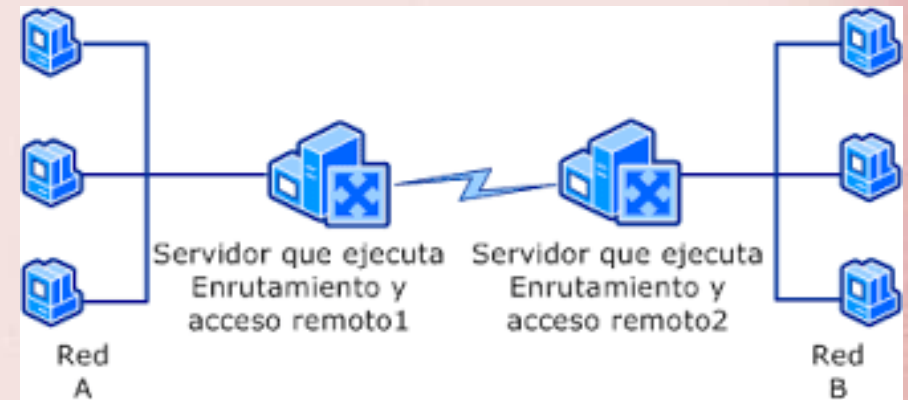 Servidor que ejecuta
Enrutamiento y
acceso remoto1
Servidor que ejecuta
Enrutamiento y
acceso remoto2
Red
A
Red
B